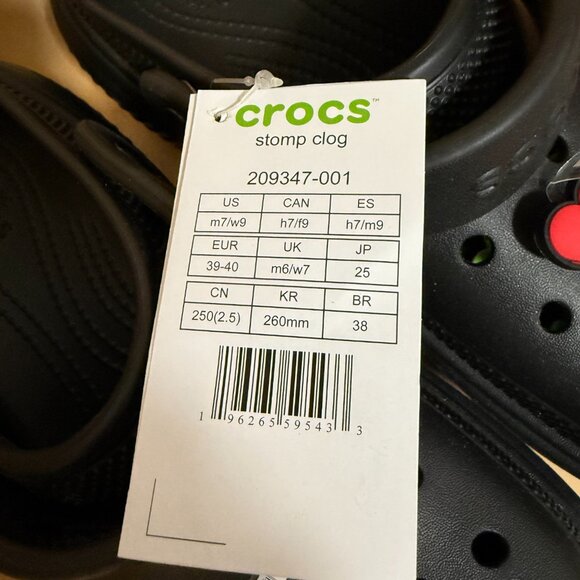 crocs™
stomp clog
209347-001
US CAN ES
m7/w9 h7/f9 h7/m9
EUR UK JP
39-40 m6/w7 25
CN KR BR
250(2.5) 260mm 38
1 96265 59543 3